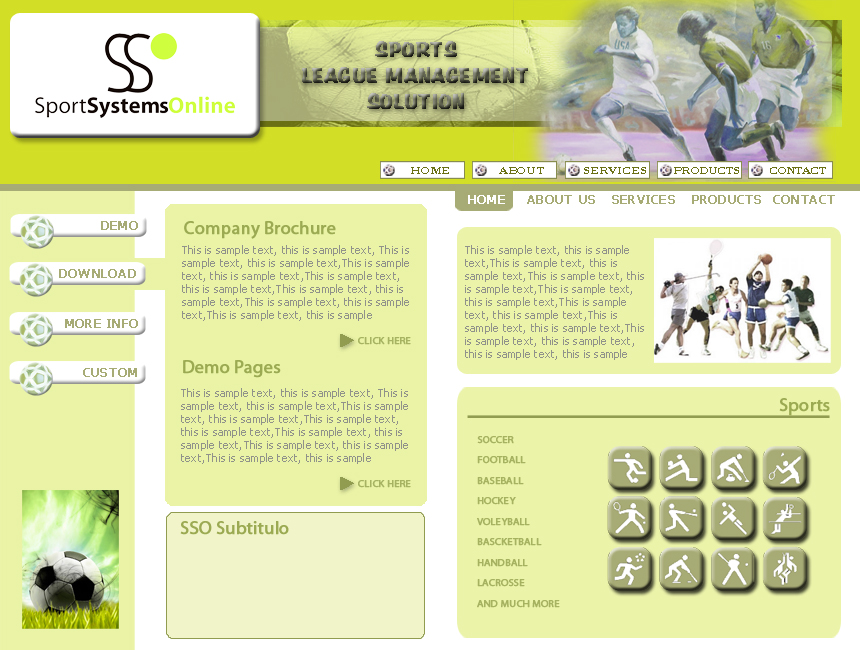 SportSystemsOnline
SPORTS
LEAGUE MANAGEMENT
SOLUTION
USA
HOME
ABOUT
SERVICES
PRODUCTS
CONTACT
HOME
ABOUT US
SERVICES
PRODUCTS
CONTACT
DEMO
DOWNLOAD
MORE INFO
CUSTOM
Company Brochure
This is sample text, this is sample text, This is
sample text, this is sample text,This is sample
text, this is sample text,This is sample text,
this is sample text,This is sample text, this is
sample text,This is sample text, this is sample
text,This is sample text, this is sample
CLICK HERE
Demo Pages
This is sample text, this is sample text, This is
sample text, this is sample text,This is sample
text, this is sample text,This is sample text,
this is sample text,This is sample text, this is
sample text,This is sample text, this is sample
text,This is sample text, this is sample
CLICK HERE
SSO Subtitulo
This is sample text, this is sample
text,This is sample text, this is
sample text,This is sample text, this
is sample text,This is sample text,
this is sample text,This is sample
text, this is sample text,This is
sample text, this is sample text,This
is sample text, this is sample text,
this is sample text, this is sample
Sports
SOCCER
FOOTBALL
BASEBALL
HOCKEY
VOLEYBALL
BASCKETBALL
HANDBALL
LACROSSE
AND MUCH MORE